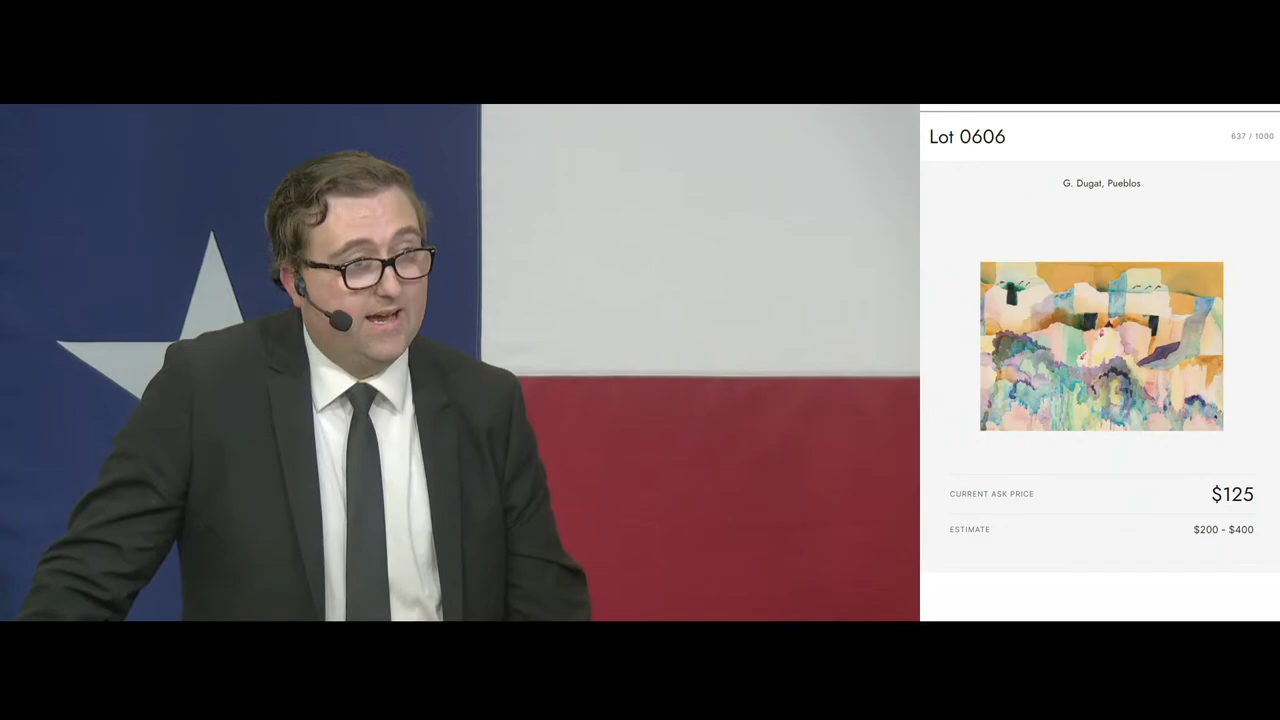 Lot 0606
637 / 1000
G. Dugat, Pueblos
CURRENT ASK PRICE
$125
ESTIMATE
$200 - $400